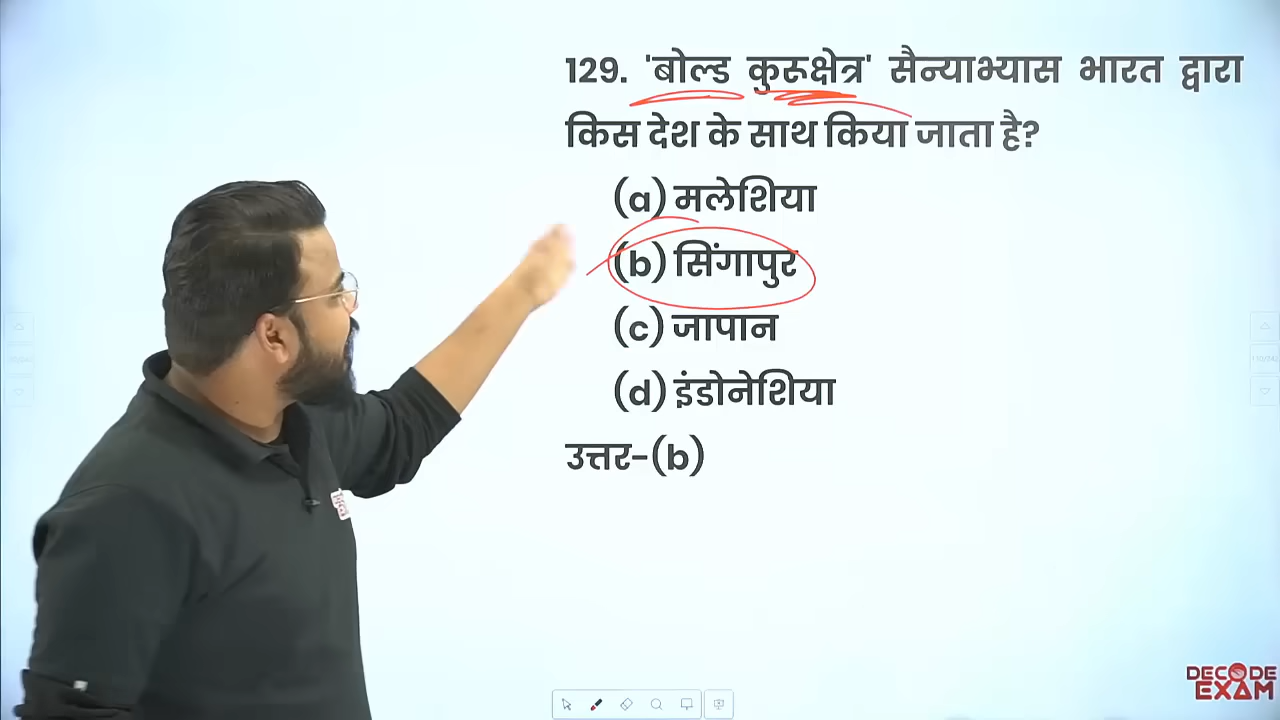 129. 'बोल्ड कुरूक्षेत्र' सैन्याभ्यास भारत द्वारा
किस देश के साथ किया जाता है?
(a) मलेशिया
(b) सिंगापुर
(c) जापान
(d) इंडोनेशिया
उत्तर-(b)
DECODE
EXAM